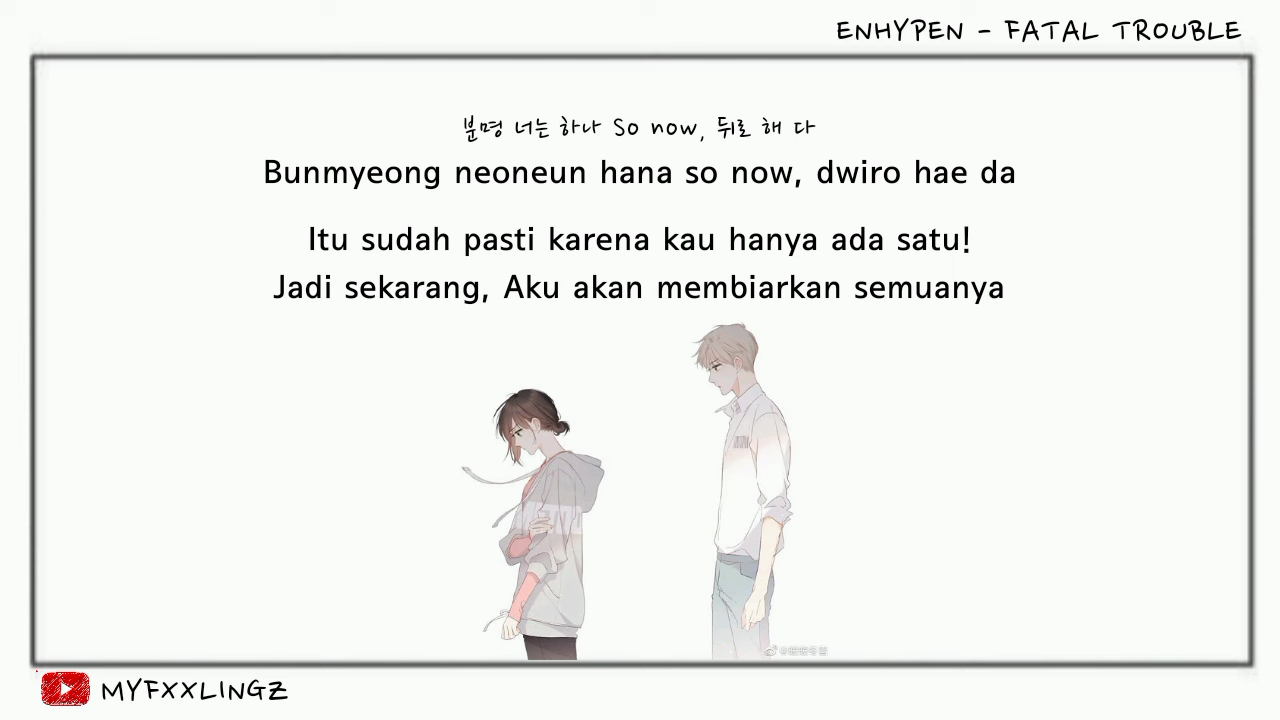 ENHYPEN - FATAL TROUBLE
분명 너는 하나 So now, 뒤로 해 다
Bunmyeong neoneun hana so now, dwiro hae da
Itu sudah pasti karena kau hanya ada satu!
Jadi sekarang, Aku akan membiarkan semuanya
MYFXXLINGZ